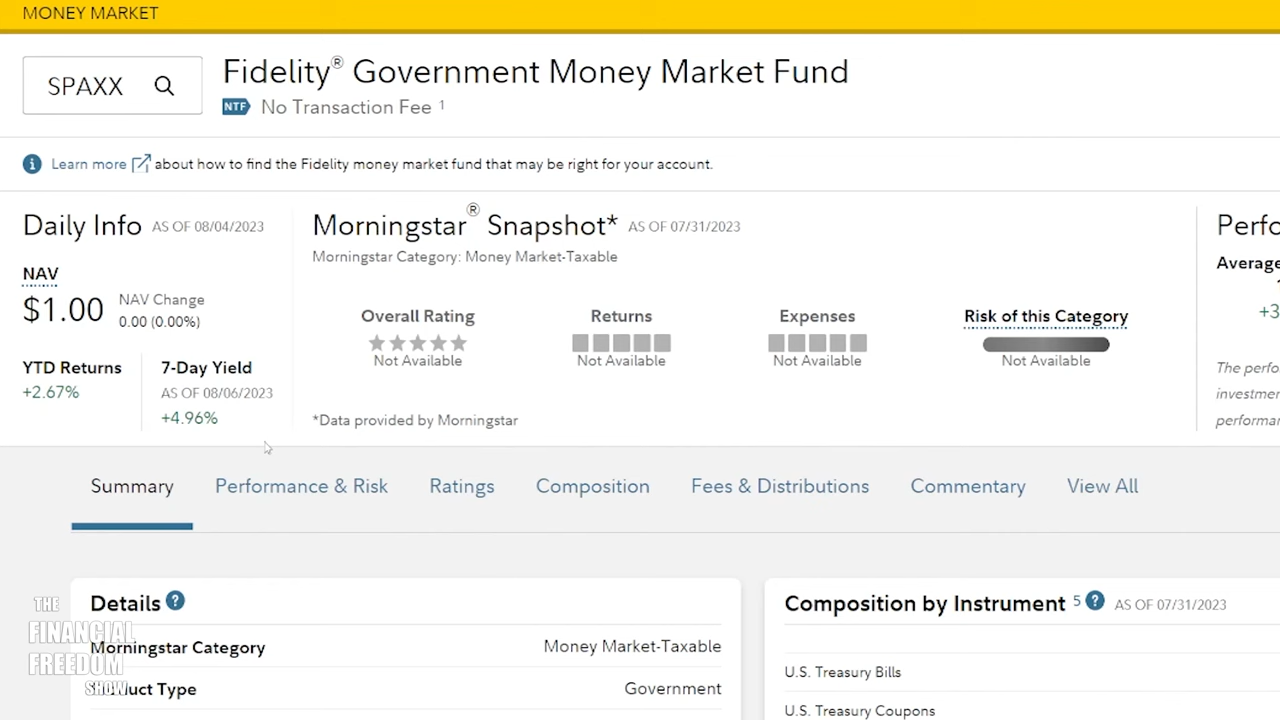 MONEY MARKET
SPAXX
Fidelity® Government Money Market Fund
NTF No Transaction Fee 1
Learn more about how to find the Fidelity money market fund that may be right for your account.
Daily Info AS OF 08/04/2023
NAV
$1.00
NAV Change
0.00 (0.00%)
YTD Returns
+2.67%
7-Day Yield
AS OF 08/06/2023
+4.96%
Morningstar® Snapshot* AS OF 07/31/2023
Morningstar Category: Money Market-Taxable
Overall Rating
Not Available
Returns
Not Available
Expenses
Not Available
Risk of this Category
Not Available
*Data provided by Morningstar
Perfo
Average
+3
The perfo
investmen
performa
Summary Performance & Risk Ratings Composition Fees & Distributions Commentary View All
Details ?
Morningstar Category Money Market-Taxable
uct Type Government
Composition by Instrument 5 ? AS OF 07/31/2023
U.S. Treasury Bills
U.S. Treasury Coupons
THE
FINANCIAL
FREEDOM
SHOW